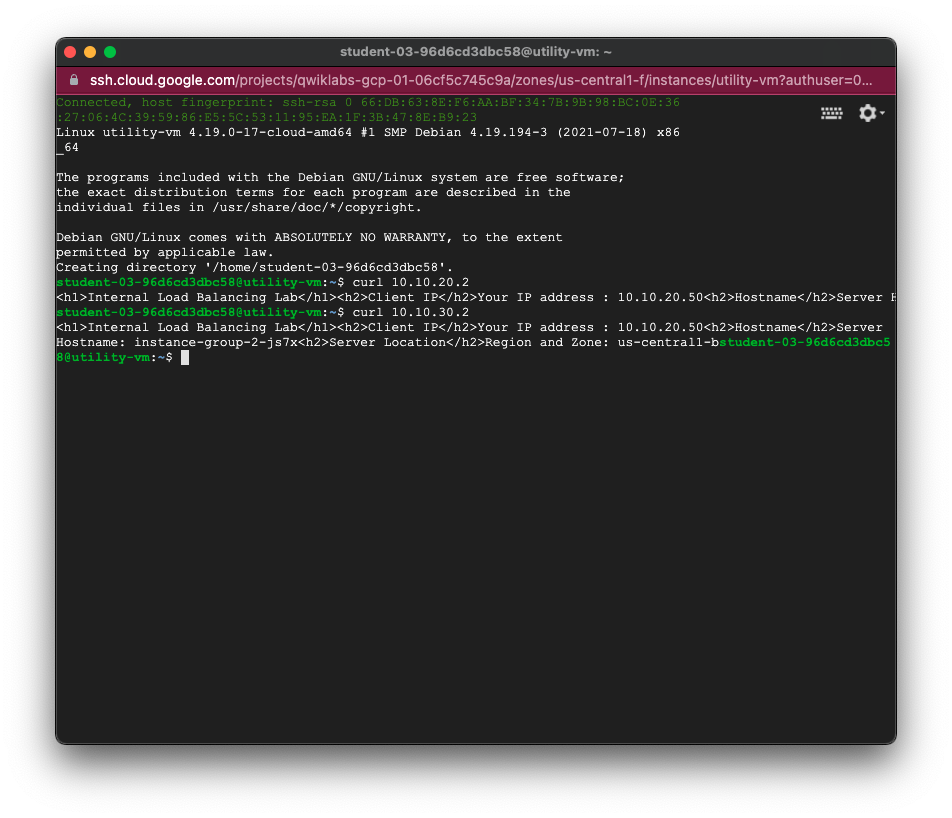 student-03-96d6cd3dbc58@utility-vm: ~
ssh.cloud.google.com/projects/qwiklabs-gcp-01-06cf5c745c9a/zones/us-central1-f/instances/utility-vm?authuser=0...
Connected, host fingerprint: ssh-rsa 0 66:DB:63:8E:F6:AA:BF:34:7B:9B:98:BC:0E:36
:27:06:4C:39:59:86:E5:5C:53:11:95:EA:1F:3B:47:8E:B9:23
Linux utility-vm 4.19.0-17-cloud-amd64 #1 SMP Debian 4.19.194-3 (2021-07-18) x86
_64
The programs included with the Debian GNU/Linux system are free software;
the exact distribution terms for each program are described in the
individual files in /usr/share/doc/*/copyright.
Debian GNU/Linux comes with ABSOLUTELY NO WARRANTY, to the extent
permitted by applicable law.
Creating directory '/home/student-03-96d6cd3dbc58'.
student-03-96d6cd3dbc58@utility-vm:~$ curl 10.10.20.2
<h1>Internal Load Balancing Lab</h1><h2>Client IP</h2>Your IP address : 10.10.20.50<h2>Hostname</h2>Server H
student-03-96d6cd3dbc58@utility-vm:~$ curl 10.10.30.2
<h1>Internal Load Balancing Lab</h1><h2>Client IP</h2>Your IP address : 10.10.20.50<h2>Hostname</h2>Server
Hostname: instance-group-2-js7x<h2>Server Location</h2>Region and Zone: us-central1-bstudent-03-96d6cd3dbc5
8@utility-vm:~$